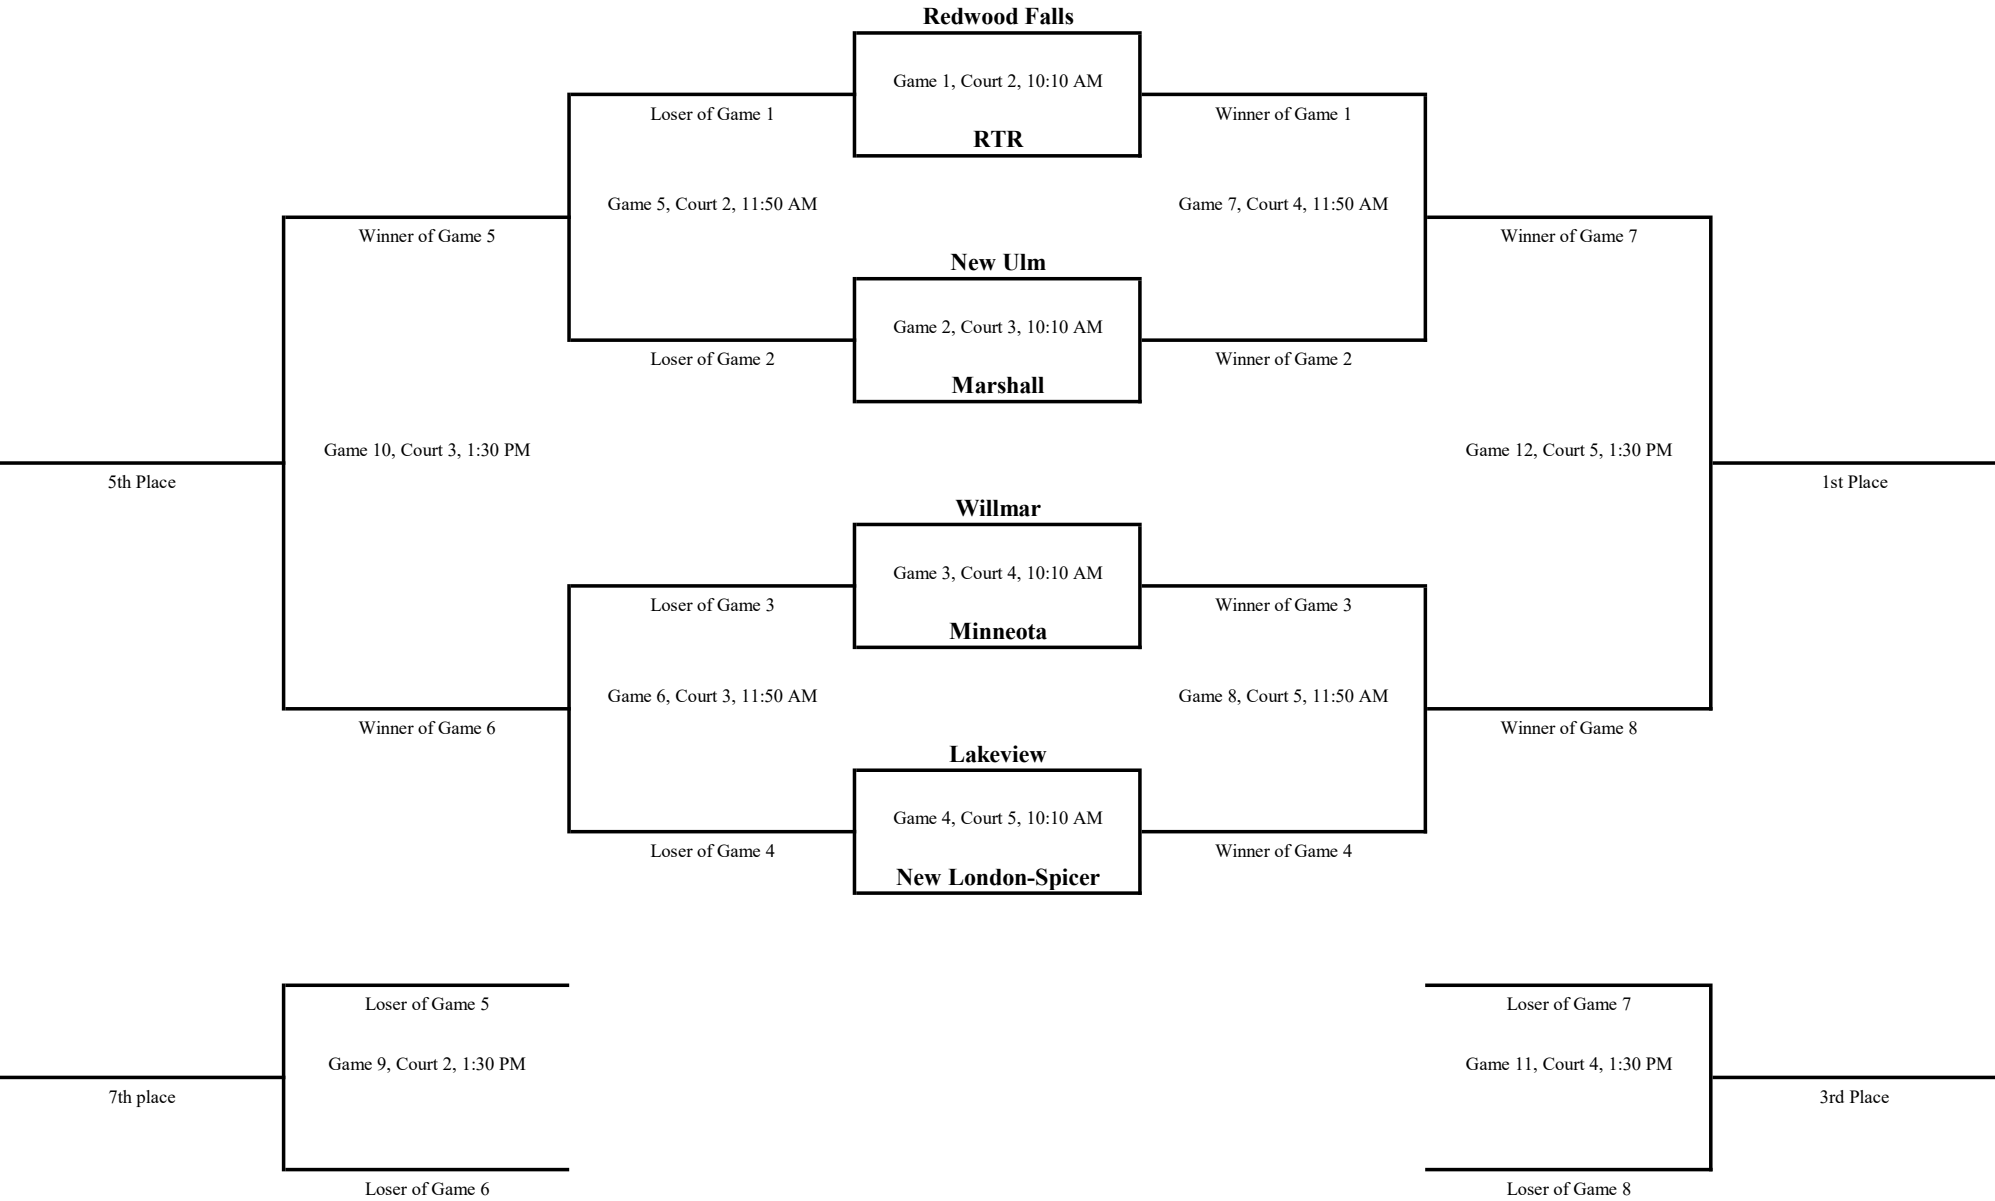 Redwood Falls
Game 1, Court 2, 10:10 AM
Loser of Game 1
Winner of Game 1
RTR
Game 5, Court 2, 11:50 AM
Game 7, Court 4, 11:50 AM
Winner of Game 5
Winner of Game 7
New Ulm
Game 2, Court 3, 10:10 AM
Loser of Game 2
Winner of Game 2
Marshall
Game 10, Court 3, 1:30 PM
Game 12, Court 5, 1:30 PM
5th Place
1st Place
Willmar
Game 3, Court 4, 10:10 AM
Loser of Game 3
Winner of Game 3
Minneota
Game 6, Court 3, 11:50 AM
Game 8, Court 5, 11:50 AM
Winner of Game 6
Winner of Game 8
Lakeview
Game 4, Court 5, 10:10 AM
Loser of Game 4
Winner of Game 4
New London-Spicer
Loser of Game 5
Loser of Game 7
Game 9, Court 2, 1:30 PM
Game 11, Court 4, 1:30 PM
7th place
3rd Place
Loser of Game 6
Loser of Game 8